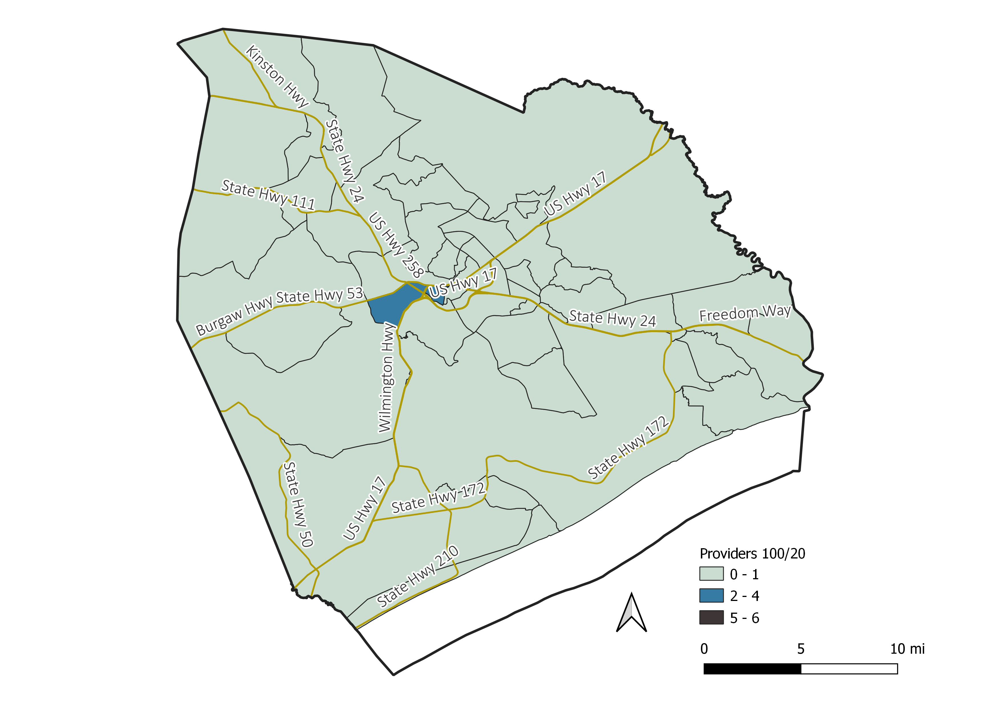 Kinston Hwy
State Hwy 24
State Hwy 111
US Hwy 17
US Hwy 258
US Hwy 17
State Hwy 53
Burgaw Hwy
State Hwy 24
Freedom Way
Wilmington Hwy
State Hwy 172
State Hwy 50
US Hwy 17
State Hwy 172
State Hwy 210
Providers 100/20
0 - 1
2 - 4
5 - 6
0 5 10 mi